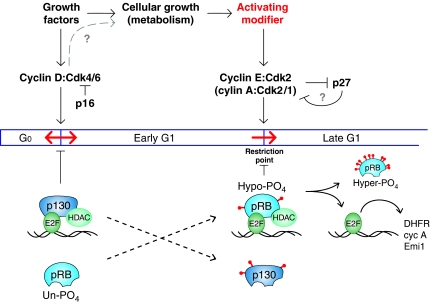 Growth
factors
Cellular growth
(metabolism)
Activating
modifier
?
Cyclin D:Cdk4/6
p16
Cyclin E:Cdk2
(cylin A:Cdk2/1)
p27
?
G0
Early G1
Late G1
Restriction
point
Hypo-PO4
pRB
Hyper-PO4
p130
E2F
HDAC
pRB
E2F
HDAC
E2F
DHFR
cyc A
Emi1
pRB
Un-PO4
p130